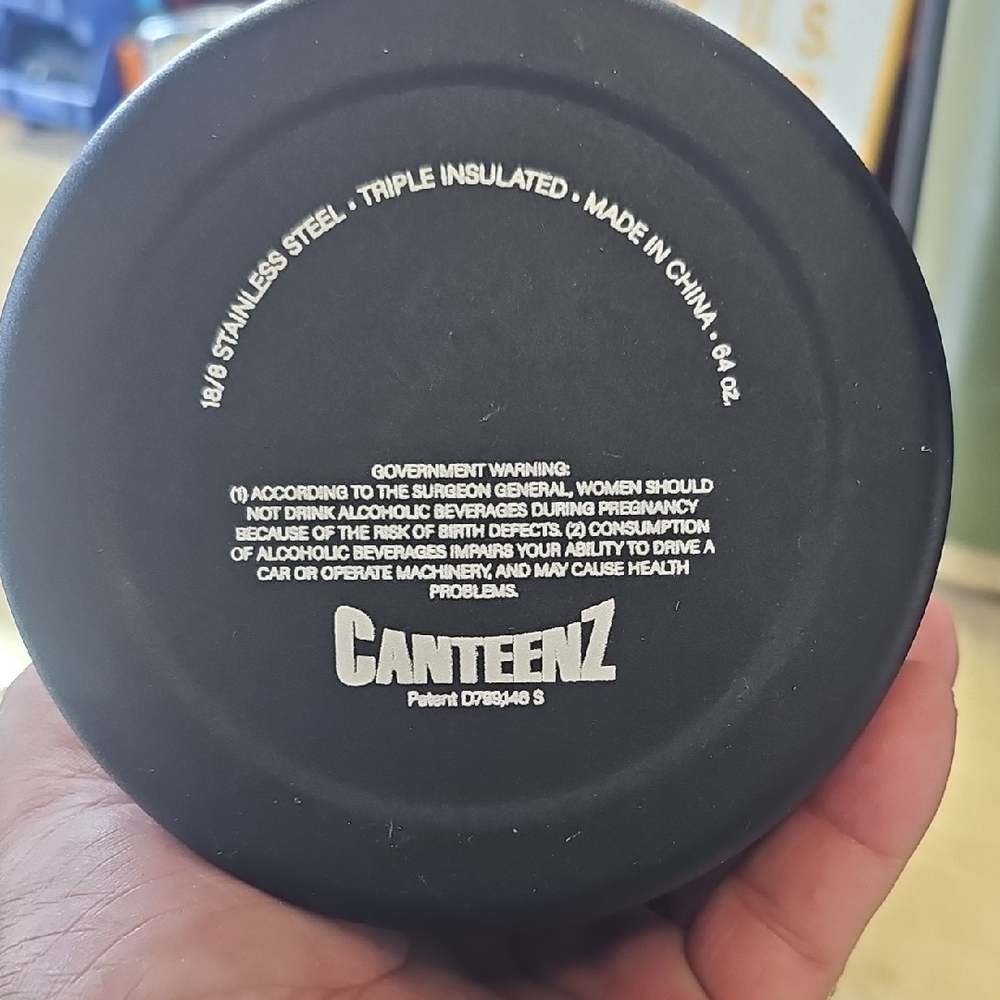 18/8 STAINLESS STEEL • TRIPLE INSULATED • MADE IN CHINA • 64 oz.
GOVERNMENT WARNING:
(1) ACCORDING TO THE SURGEON GENERAL, WOMEN SHOULD
NOT DRINK ALCOHOLIC BEVERAGES DURING PREGNANCY
BECAUSE OF THE RISK OF BIRTH DEFECTS. (2) CONSUMPTION
OF ALCOHOLIC BEVERAGES IMPAIRS YOUR ABILITY TO DRIVE A
CAR OR OPERATE MACHINERY, AND MAY CAUSE HEALTH
PROBLEMS.
CANTEENZ
Patent S